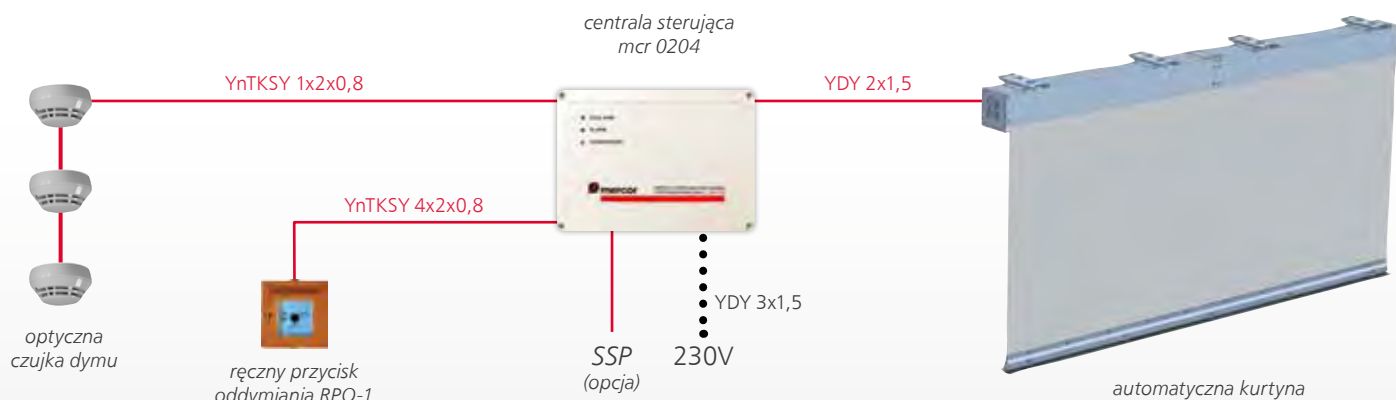 centrala sterująca
mcr 0204
YnTKSY 1x2x0,8
YDY 2x1,5
mercor
YnTKSY 4x2x0,8
YDY 3x1,5
optyczna
czujka dymu
ręczny przycisk
oddymiania RPO-1
SSP
(opcja)
230V
automatyczna kurtyna